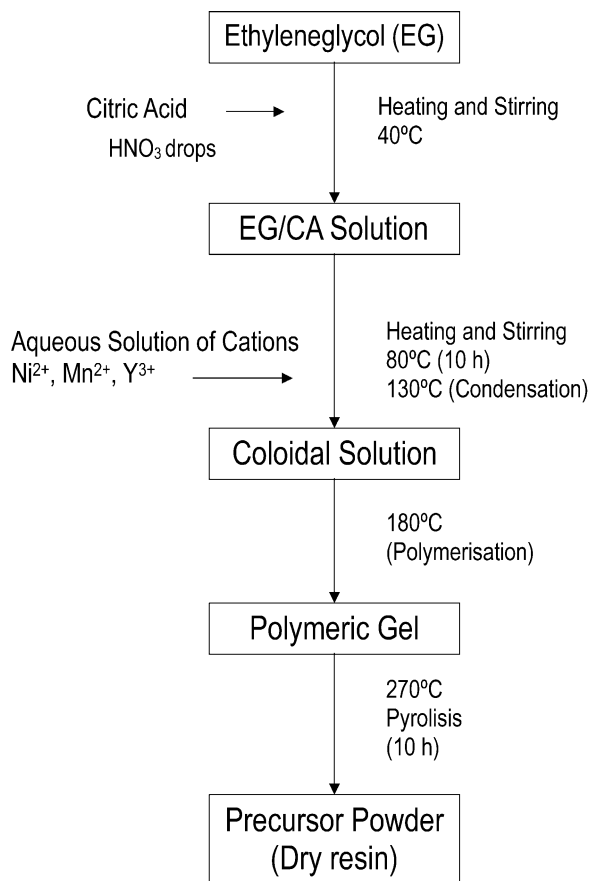 Ethyleneglycol (EG)
Citric Acid
HNO₃ drops
Heating and Stirring
40ºC
EG/CA Solution
Aqueous Solution of Cations
Ni²⁺, Mn²⁺, Y³⁺
Heating and Stirring
80ºC (10 h)
130ºC (Condensation)
Coloidal Solution
180ºC
(Polymerisation)
Polymeric Gel
270ºC
Pyrolisis
(10 h)
Precursor Powder
(Dry resin)